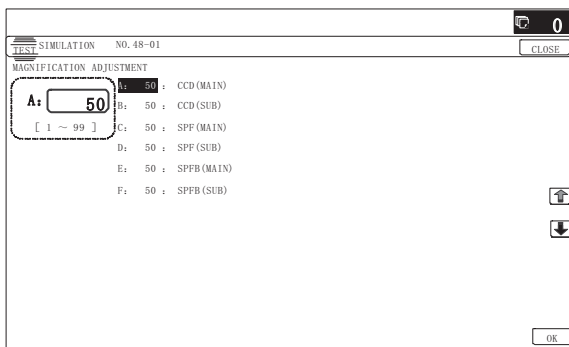 0
TEST SIMULATION NO.48-01
CLOSE
MAGNIFICATION ADJUSTMENT
A: 50
[ 1 ~ 99 ]
A: 50 : CCD(MAIN)
B: 50 : CCD(SUB)
C: 50 : SPF(MAIN)
D: 50 : SPF(SUB)
E: 50 : SPFB(MAIN)
F: 50 : SPFB(SUB)
OK